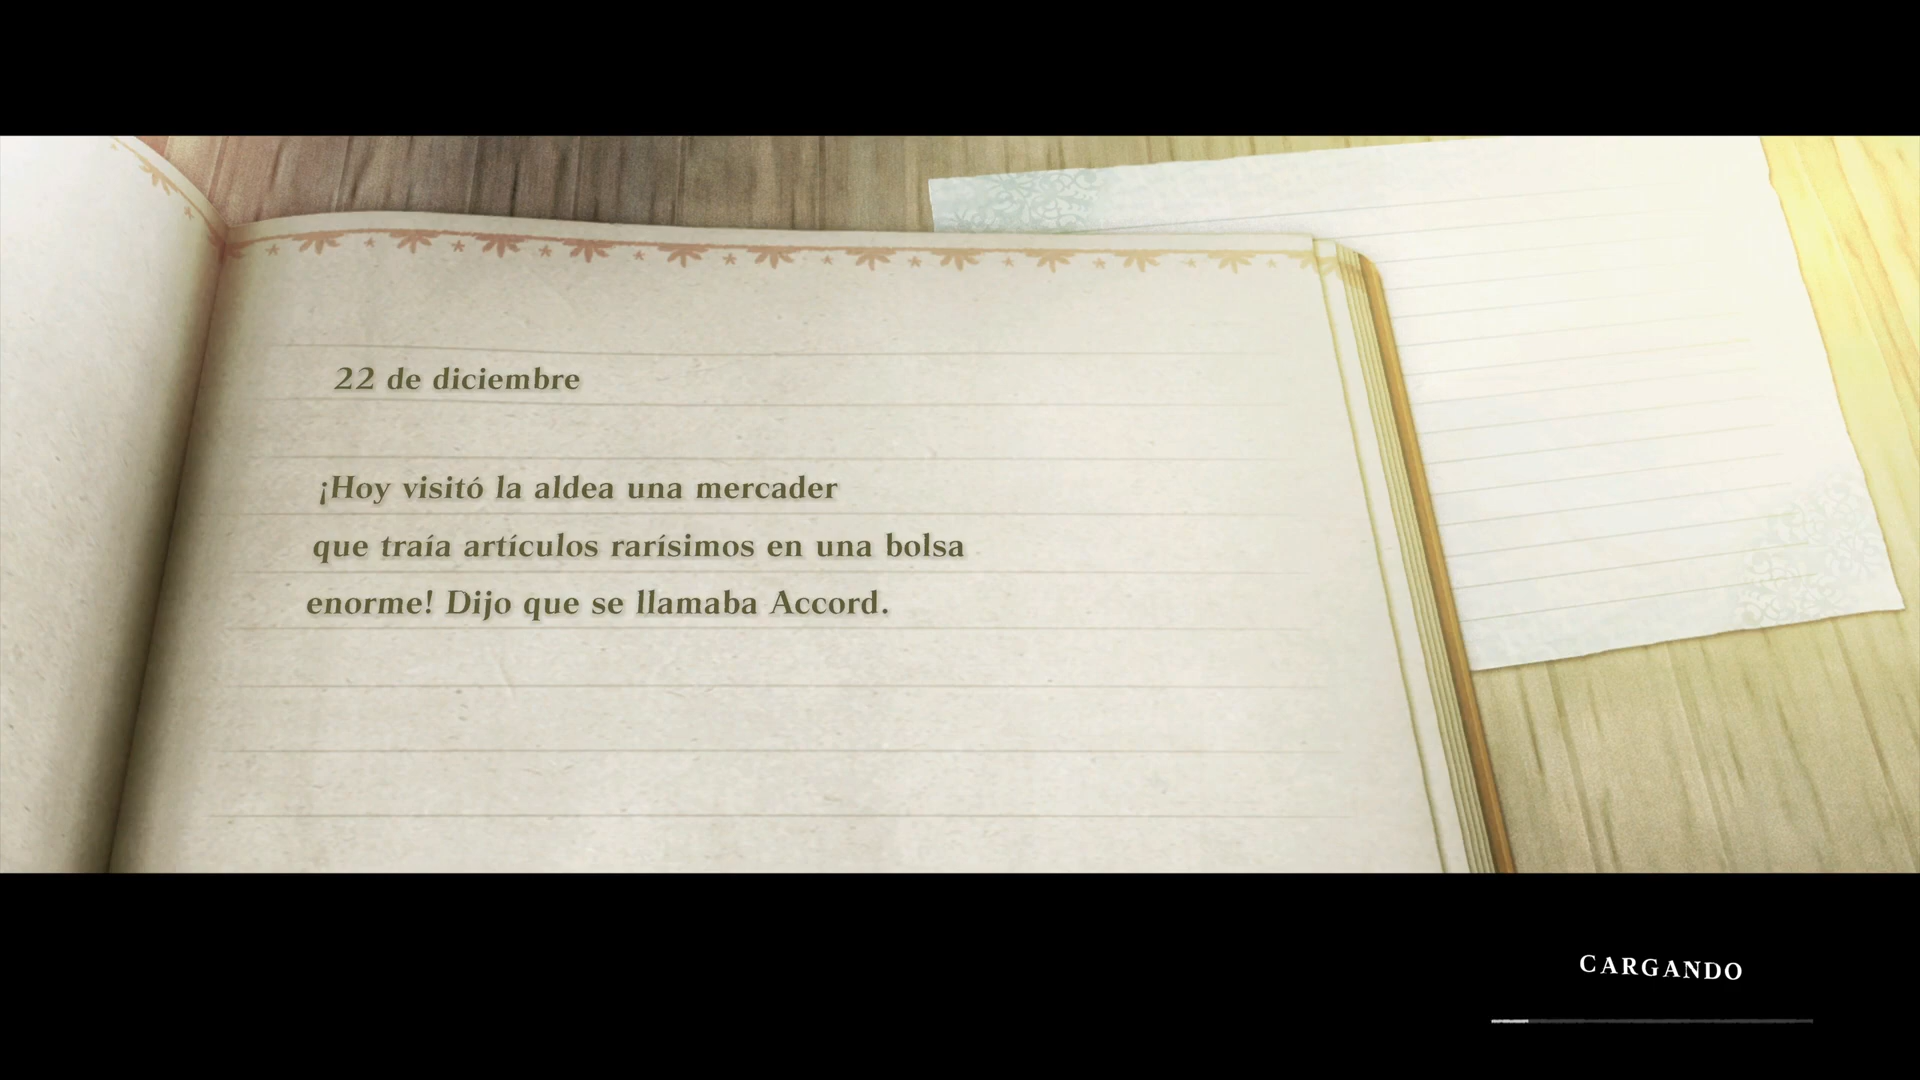 22 de diciembre
¡Hoy visitó la aldea una mercader
que traía artículos rarísimos en una bolsa
enorme! Dijo que se llamaba Accord.
CARGANDO